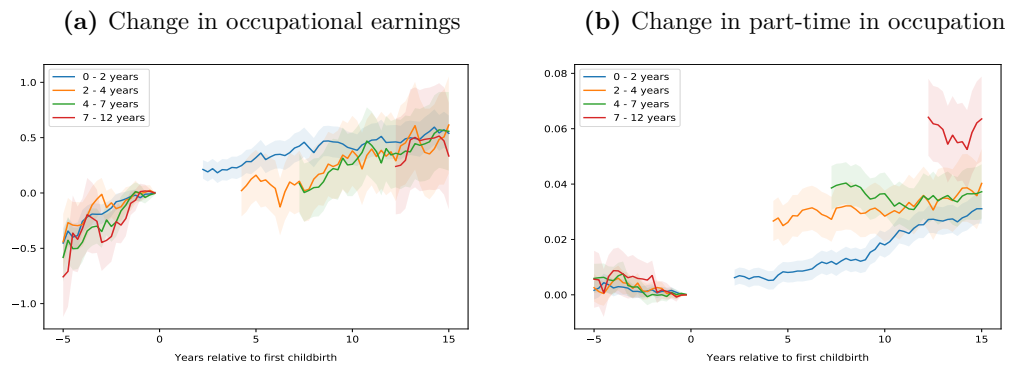 (a) Change in occupational earnings
1.0
0.5
0.0
−0.5
−1.0
0 - 2 years
2 - 4 years
4 - 7 years
7 - 12 years
−5
0
5
10
15
Years relative to first childbirth
(b) Change in part-time in occupation
0.08
0.06
0.04
0.02
0.00
0 - 2 years
2 - 4 years
4 - 7 years
7 - 12 years
−5
0
5
10
15
Years relative to first childbirth